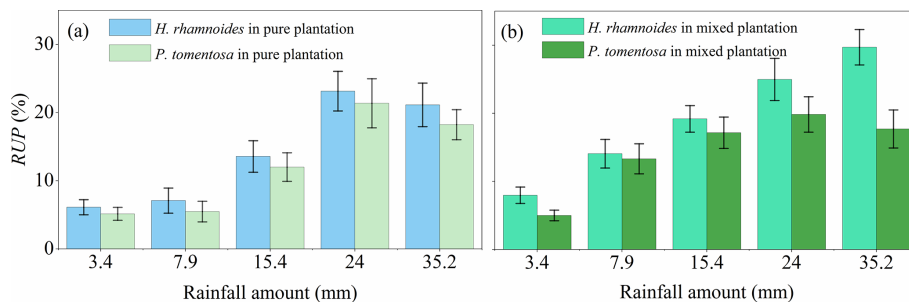 (a)
H. rhamnoides in pure plantation
P. tomentosa in pure plantation
RUP (%)
30
20
10
0
3.4 7.9 15.4 24 35.2
Rainfall amount (mm)
(b)
H. rhamnoides in mixed plantation
P. tomentosa in mixed plantation
3.4 7.9 15.4 24 35.2
Rainfall amount (mm)